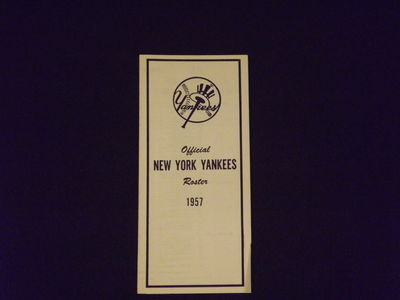 Yankees
Official
NEW YORK YANKEES
Roster
1957